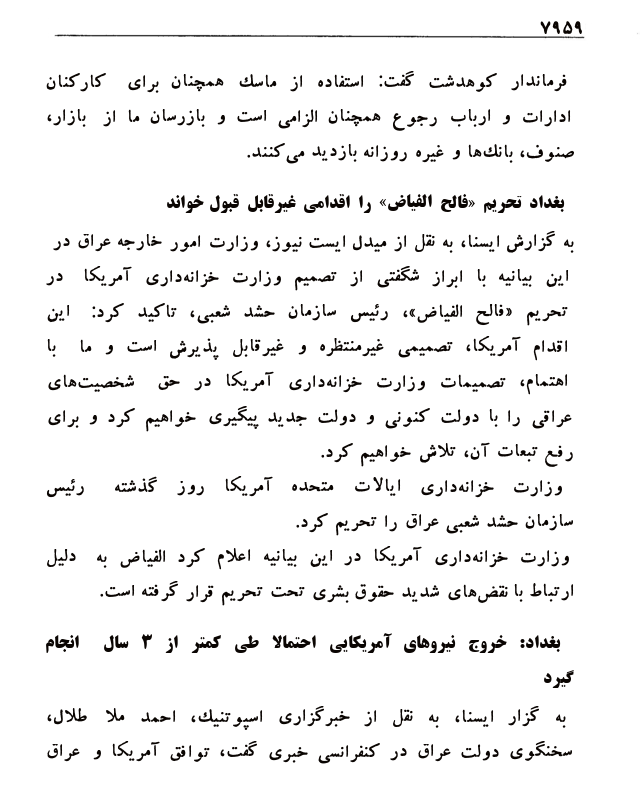 ۷۹۵۹
فرماندار کوهدشت گفت: استفاده از ماسك همچنان برای کارکنان
ادارات و ارباب رجوع همچنان الزامی است و بازرسان ما از بازار،
صنوف، بانك‌ها و غیره روزانه بازدید می‌کنند.
بغداد تحریم «فالح الفیاض» را اقدامی غیرقابل قبول خواند
به گزارش ایسنا، به نقل از میدل ایست نیوز، وزارت امور خارجه عراق در
این بیانیه با ابراز شگفتی از تصمیم وزارت خزانه‌داری آمریکا در
تحریم «فالح الفیاض»، رئیس سازمان حشد شعبی، تاکید کرد: این
اقدام آمریکا، تصمیمی غیرمنتظره و غیرقابل پذیرش است و ما با
اهتمام، تصمیمات وزارت خزانه‌داری آمریکا در حق شخصیت‌های
عراقی را با دولت کنونی و دولت جدید پیگیری خواهیم کرد و برای
رفع تبعات آن، تلاش خواهیم کرد.
وزارت خزانه‌داری ایالات متحده آمریکا روز گذشته رئیس
سازمان حشد شعبی عراق را تحریم کرد.
وزارت خزانه‌داری آمریکا در این بیانیه اعلام کرد الفیاض به دلیل
ارتباط با نقض‌های شدید حقوق بشری تحت تحریم قرار گرفته است.
بغداد: خروج نیروهای آمریکایی احتمالا طی کمتر از ۳ سال انجام
گیرد
به گزار ایسنا، به نقل از خبرگزاری اسپوتنیك، احمد ملا طلال،
سخنگوی دولت عراق در کنفرانسی خبری گفت، توافق آمریکا و عراق